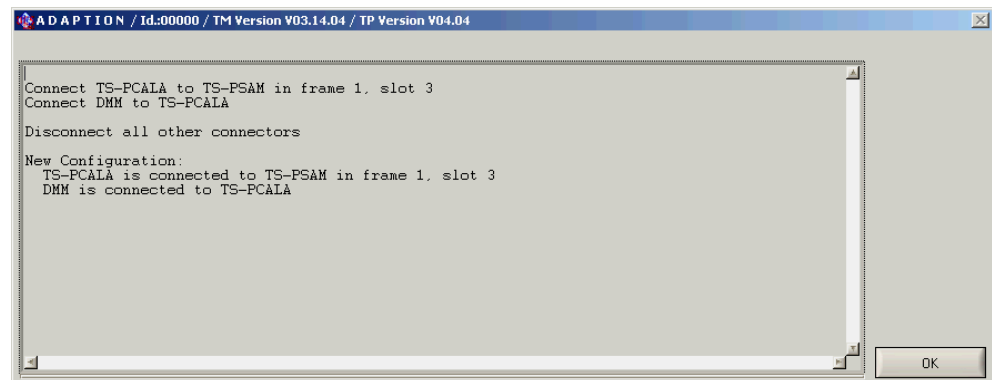 A D A P T I O N / Id.:00000 / TM Version V03.14.04 / TP Version V04.04
Connect TS-PCALA to TS-PSAM in frame 1, slot 3
Connect DMM to TS-PCALA
Disconnect all other connectors
New Configuration:
TS-PCALA is connected to TS-PSAM in frame 1, slot 3
DMM is connected to TS-PCALA
OK